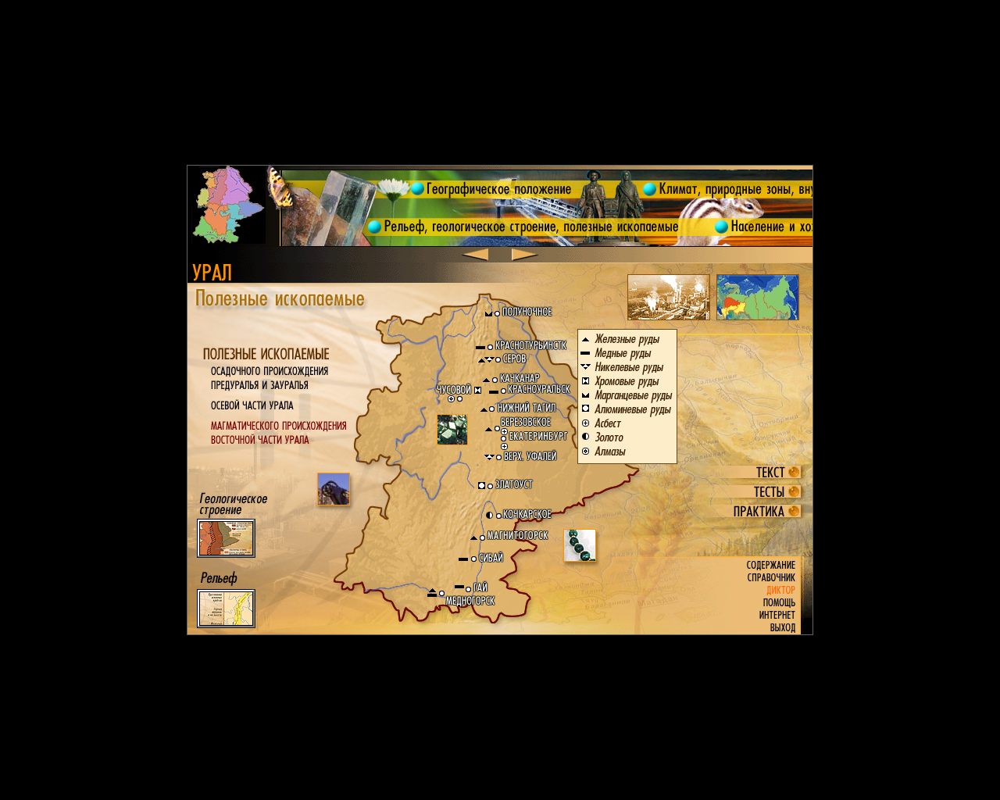 Географическое положение
Климат, природные зоны, вну
Рельеф, геологическое строение, полезные ископаемые
Население и хоз
УРАЛ
Полезные ископаемые
ПОЛЕЗНЫЕ ИСКОПАЕМЫЕ
ОСАДОЧНОГО ПРОИСХОЖДЕНИЯ
ПРЕДУРАЛЬЯ И ЗАУРАЛЬЯ
ОСЕВОЙ ЧАСТИ УРАЛА
МАГМАТИЧЕСКОГО ПРОИСХОЖДЕНИЯ
ВОСТОЧНОЙ ЧАСТИ УРАЛА
Геологическое
строение
Рельеф
ПОЛУНОЧНОЕ
КРАСНОТУРЬИНСТК
СЕРОВ
КАЧКАНАР
ЧУСОВОЙ
КРАСНОУРАЛЬСК
НИЖНИЙ ТАГИЛ
БЕРЕЗОВСКОЕ
ЕКАТЕРИНБУРГ
ВЕРХ. УФАЛЕЙ
ЗЛАТОУСТ
КОЧКАРСКОЕ
МАГНИТОГОРСК
СИБАЙ
ГАЙ
МЕДНОГОРСК
Железные руды
Медные руды
Никелевые руды
Хромовые руды
Марганцевые руды
Алюминевые руды
Асбест
Золото
Алмазы
ТЕКСТ
ТЕСТЫ
ПРАКТИКА
СОДЕРЖАНИЕ
СПРАВОЧНИК
ДИКТОР
ПОМОЩЬ
ИНТЕРНЕТ
ВЫХОД